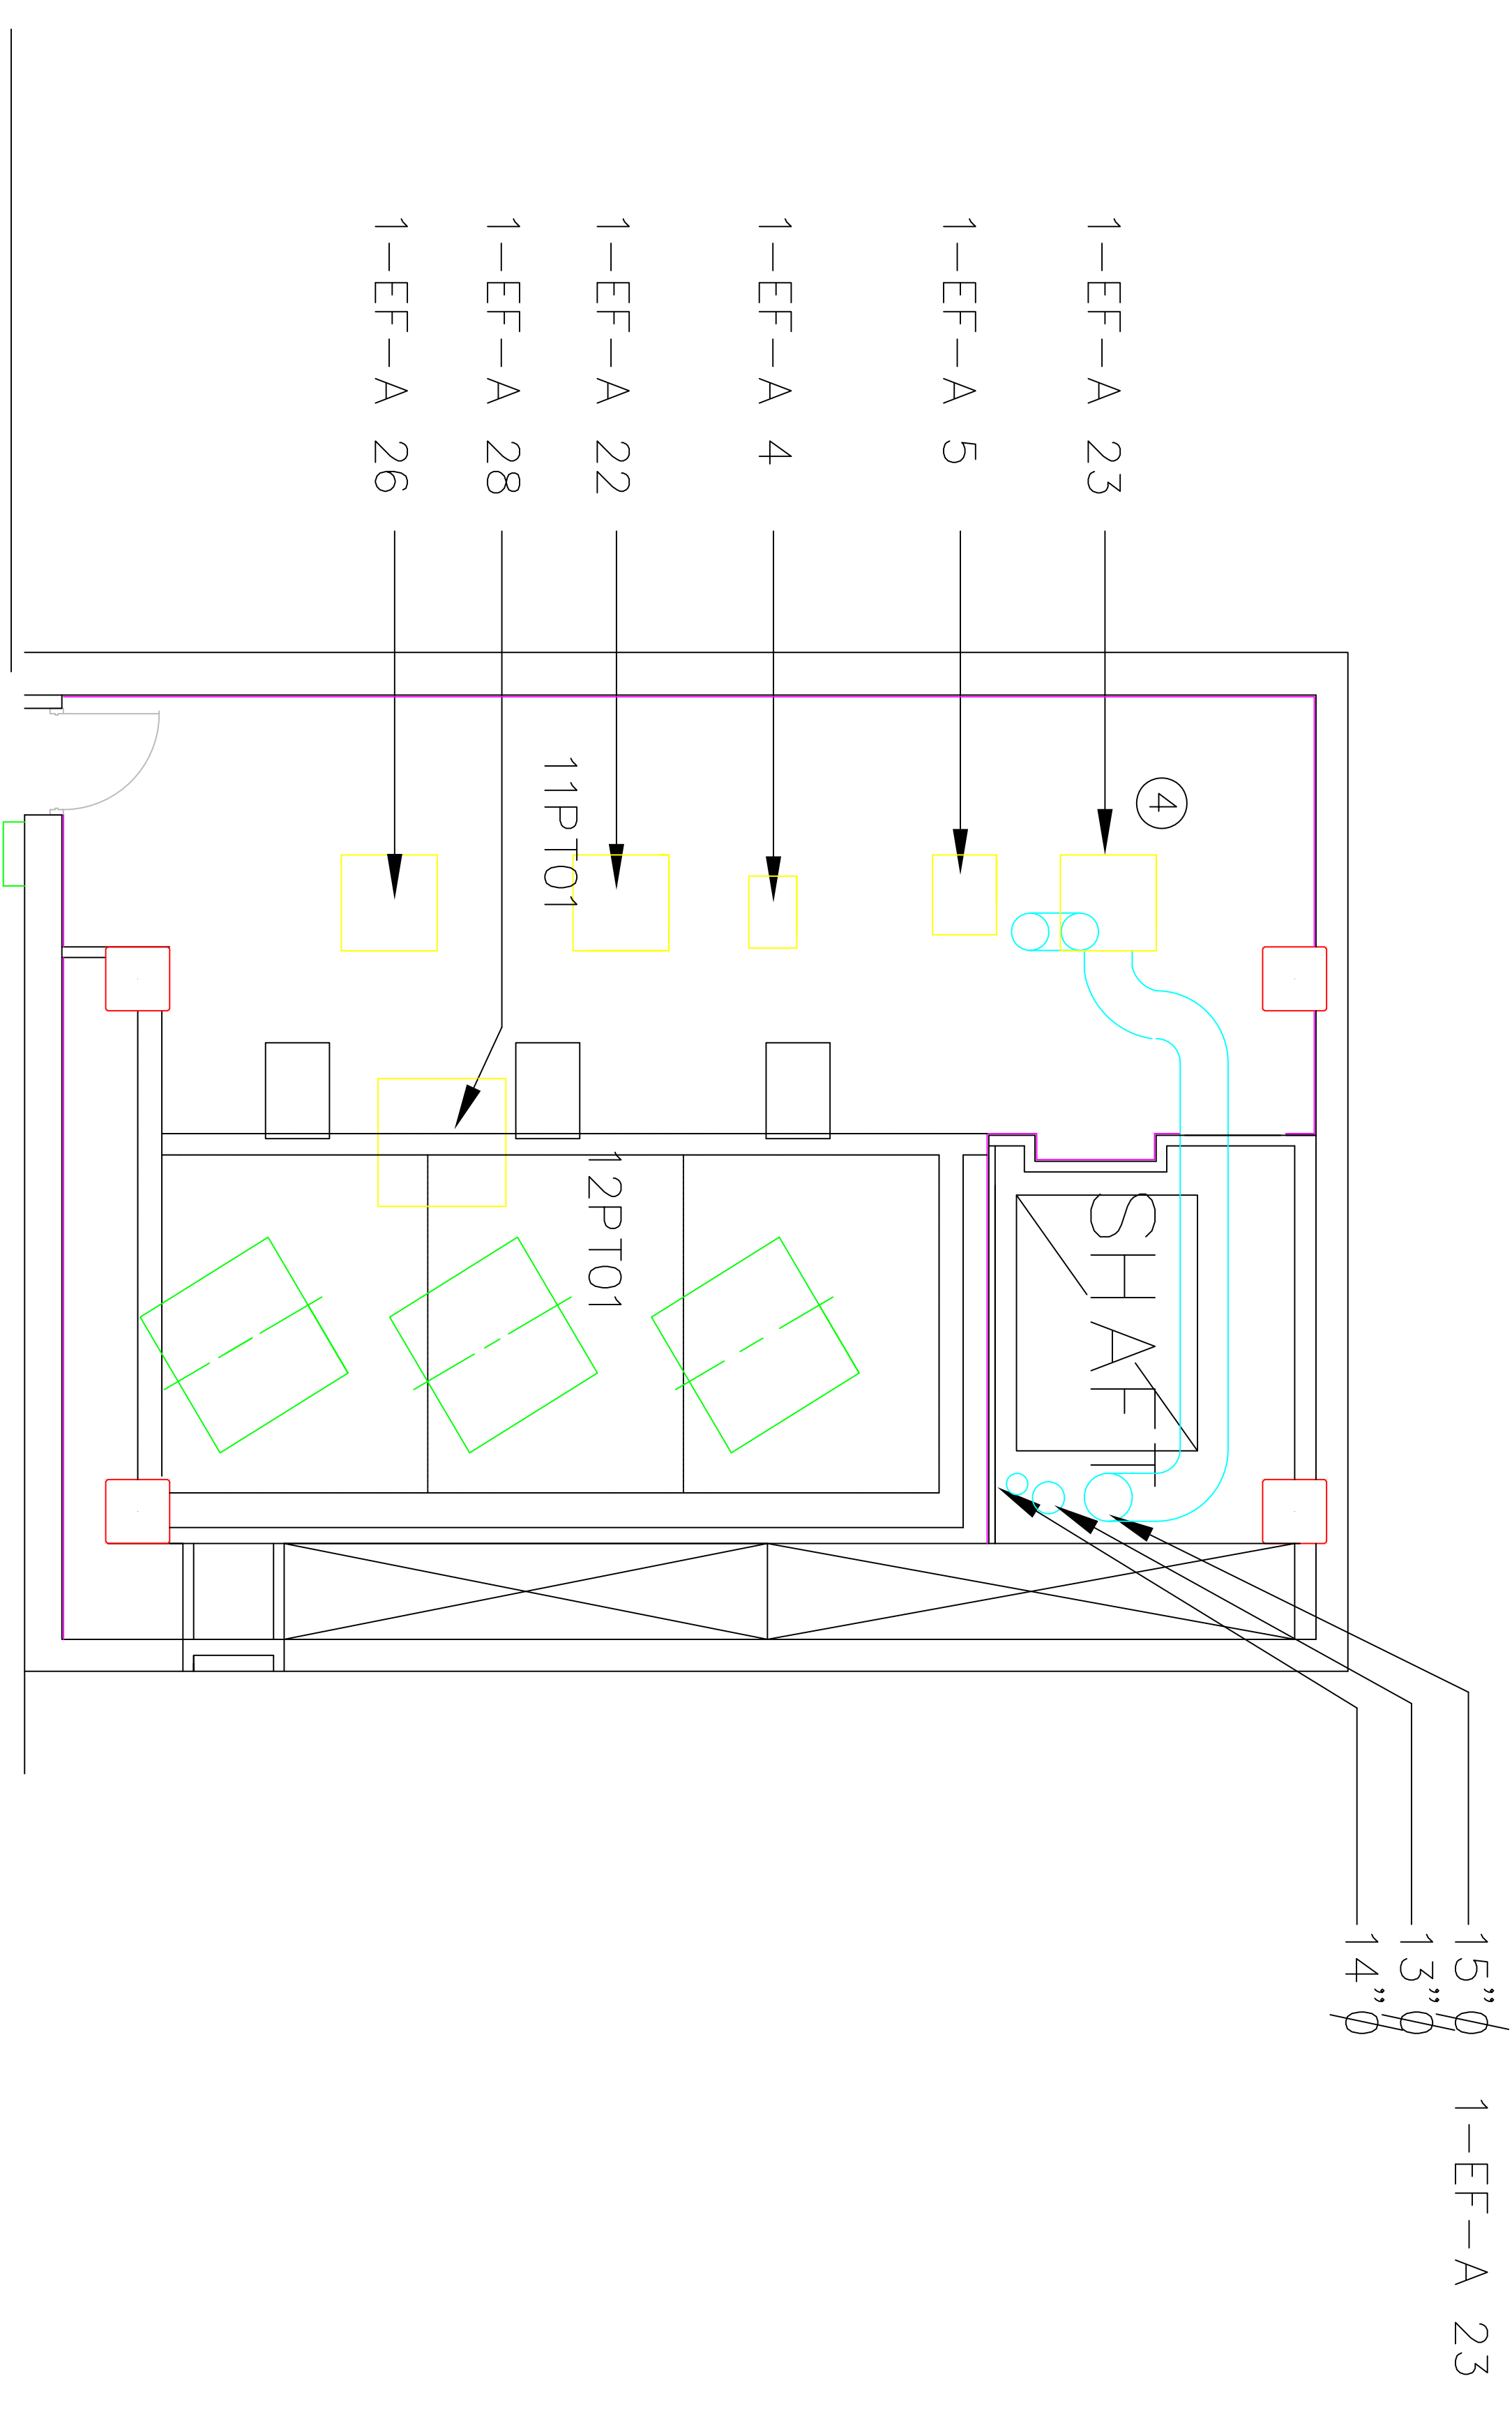 15"Ø 1-EF-A 23
13"Ø
14"Ø
1-EF-A 23
1-EF-A 5
1-EF-A 4
1-EF-A 22
1-EF-A 28
1-EF-A 26
4
SHAFT
12PT01
11PT01